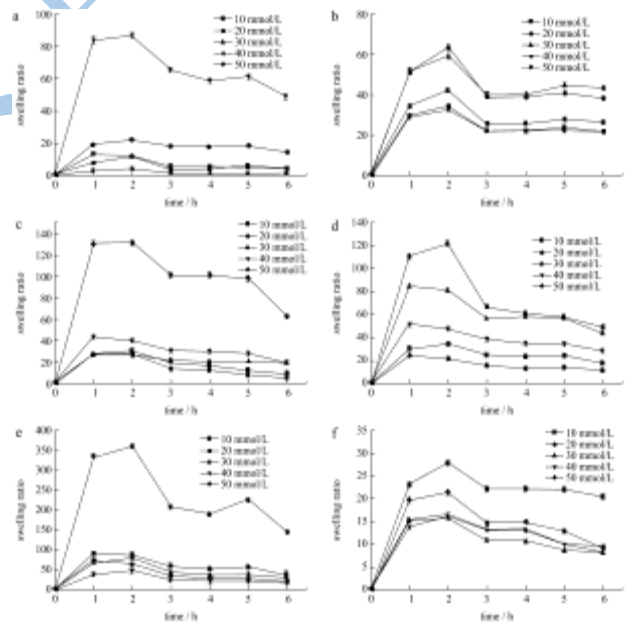 a
100
80
60
40
20
0
swelling ratio
10 mmol/L
20 mmol/L
30 mmol/L
40 mmol/L
50 mmol/L
0 1 2 3 4 5 6
time / h
b
80
60
40
20
0
swelling ratio
10 mmol/L
20 mmol/L
30 mmol/L
40 mmol/L
50 mmol/L
0 1 2 3 4 5 6
time / h
c
140
120
100
80
60
40
20
0
swelling ratio
10 mmol/L
20 mmol/L
30 mmol/L
40 mmol/L
50 mmol/L
0 1 2 3 4 5 6
time / h
d
140
120
100
80
60
40
20
0
swelling ratio
10 mmol/L
20 mmol/L
30 mmol/L
40 mmol/L
50 mmol/L
0 1 2 3 4 5 6
time / h
e
400
350
300
250
200
150
100
50
0
swelling ratio
10 mmol/L
20 mmol/L
30 mmol/L
40 mmol/L
50 mmol/L
0 1 2 3 4 5 6
time / h
f
35
30
25
20
15
10
5
0
swelling ratio
10 mmol/L
20 mmol/L
30 mmol/L
40 mmol/L
50 mmol/L
0 1 2 3 4 5 6
time / h